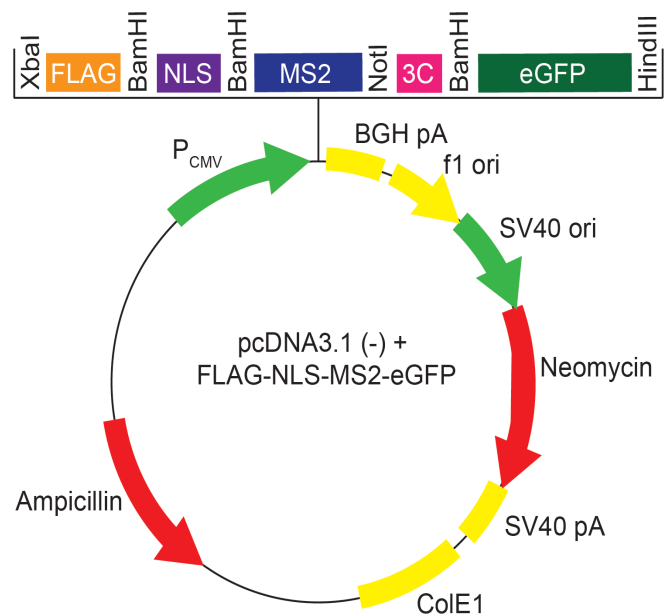 XbaI FLAG BamHI NLS BamHI MS2 NotI 3C BamHI eGFP HindIII
PCMV
BGH pA
f1 ori
SV40 ori
pcDNA3.1 (-) +
FLAG-NLS-MS2-eGFP
Neomycin
Ampicillin
SV40 pA
ColE1